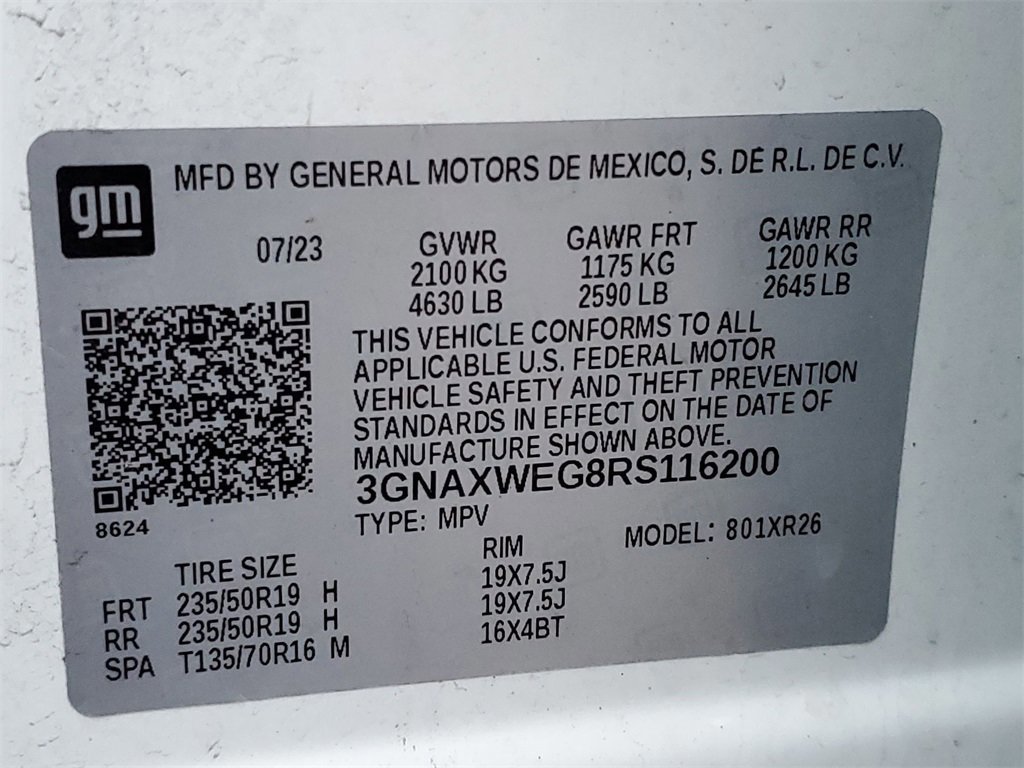 gm
MFD BY GENERAL MOTORS DE MEXICO, S. DE R.L. DE C.V.
07/23 GVWR GAWR FRT GAWR RR
2100 KG 1175 KG 1200 KG
4630 LB 2590 LB 2645 LB
THIS VEHICLE CONFORMS TO ALL
APPLICABLE U.S. FEDERAL MOTOR
VEHICLE SAFETY AND THEFT PREVENTION
STANDARDS IN EFFECT ON THE DATE OF
MANUFACTURE SHOWN ABOVE.
3GNAXWEG8RS116200
8624
TYPE: MPV MODEL: 801XR26
TIRE SIZE RIM
FRT 235/50R19 H 19X7.5J
RR 235/50R19 H 19X7.5J
SPA T135/70R16 M 16X4BT